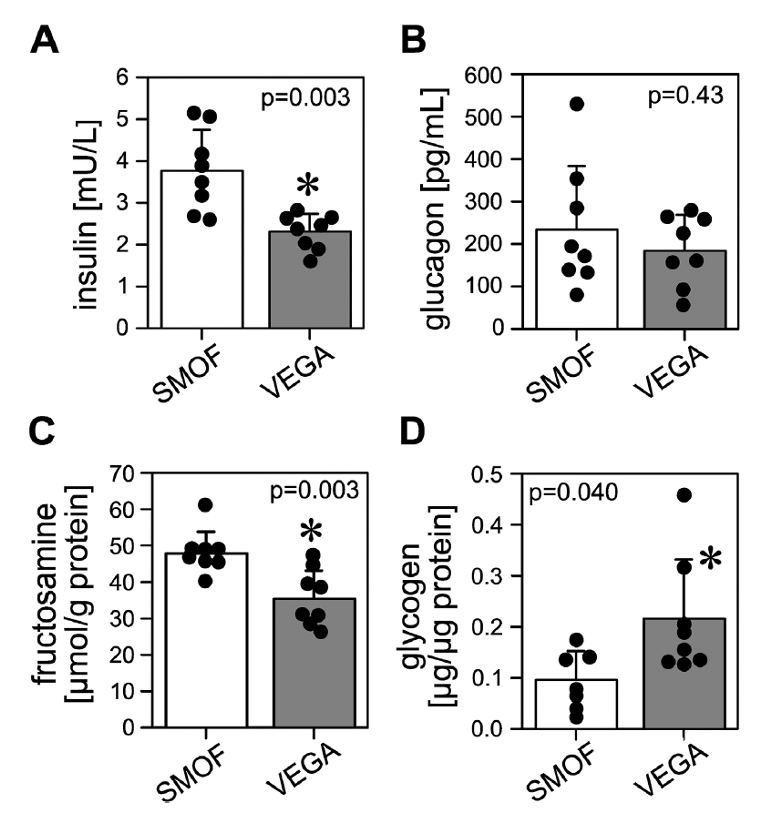 A
insulin [mU/L]
6
5
4
3
2
1
0
p=0.003
*
SMOF
VEGA
B
glucagon [pg/mL]
600
500
400
300
200
100
0
p=0.43
SMOF
VEGA
C
fructosamine
[µmol/g protein]
70
60
50
40
30
20
10
0
p=0.003
*
SMOF
VEGA
D
glycogen
[µg/µg protein]
0.5
0.4
0.3
0.2
0.1
0.0
p=0.040
*
SMOF
VEGA